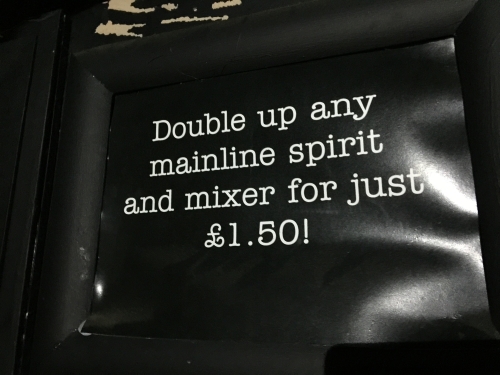 Double up any
mainline spirit
and mixer for just
£1.50!